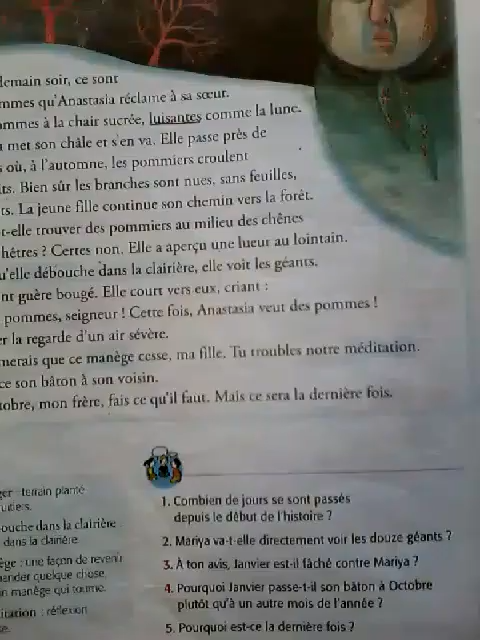 demain soir, ce sont
mmes qu'Anastasia réclame à sa sœur.
ommes à la chair sucrée, luisantes comme la lune.
met son châle et s'en va. Elle passe près de
où, à l'automne, les pommiers croulent
ts. Bien sûr les branches sont nues, sans feuilles,
ts. La jeune fille continue son chemin vers la forêt.
t-elle trouver des pommiers au milieu des chênes
hêtres ? Certes non. Elle a aperçu une lueur au lointain.
u'elle débouche dans la clairière, elle voit les géants.
nt guère bougé. Elle court vers eux, criant :
pommes, seigneur ! Cette fois, Anastasia veut des pommes !
er la regarde d'un air sévère.
merais que ce manège cesse, ma fille. Tu troubles notre méditation.
ce son bâton à son voisin.
tobre, mon frère, fais ce qu'il faut. Mais ce sera la dernière fois.
ger : terrain planté
uitiers.
ouche dans la clairière :
dans la clairière.
ège : une façon de revenir
ander quelque chose
n manège qui tourne.
itation : réflexion
1. Combien de jours se sont passés
depuis le début de l'histoire ?
2. Mariya va-t-elle directement voir les douze géants ?
3. À ton avis, Janvier est-il fâché contre Mariya ?
4. Pourquoi Janvier passe-t-il son bâton à Octobre
plutôt qu'à un autre mois de l'année ?
5. Pourquoi est-ce la dernière fois ?